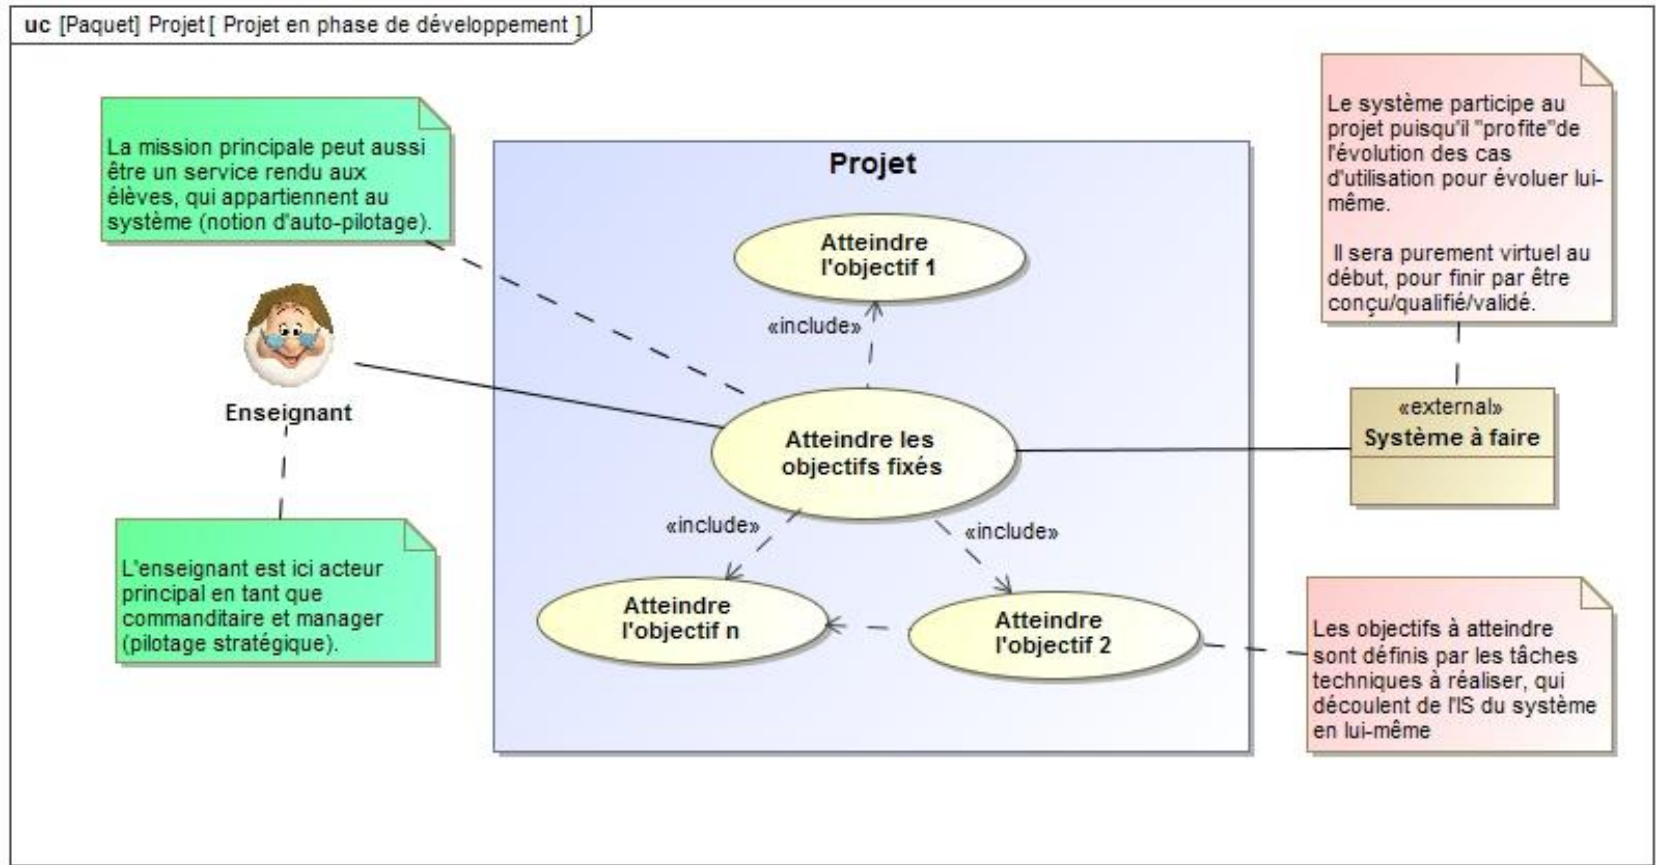 uc [Paquet] Projet [ Projet en phase de développement ]
La mission principale peut aussi
être un service rendu aux
élèves, qui appartiennent au
système (notion d'auto-pilotage).
Le système participe au
projet puisqu'il "profite"de
l'évolution des cas
d'utilisation pour évoluer lui-
même.
Il sera purement virtuel au
début, pour finir par être
conçu/qualifié/validé.
Projet
Atteindre
l'objectif 1
«include»
Enseignant
Atteindre les
objectifs fixés
«external»
Système à faire
«include»
«include»
L'enseignant est ici acteur
principal en tant que
commanditaire et manager
(pilotage stratégique).
Atteindre
l'objectif n
Atteindre
l'objectif 2
Les objectifs à atteindre
sont définis par les tâches
techniques à réaliser, qui
découlent de l'IS du système
en lui-même